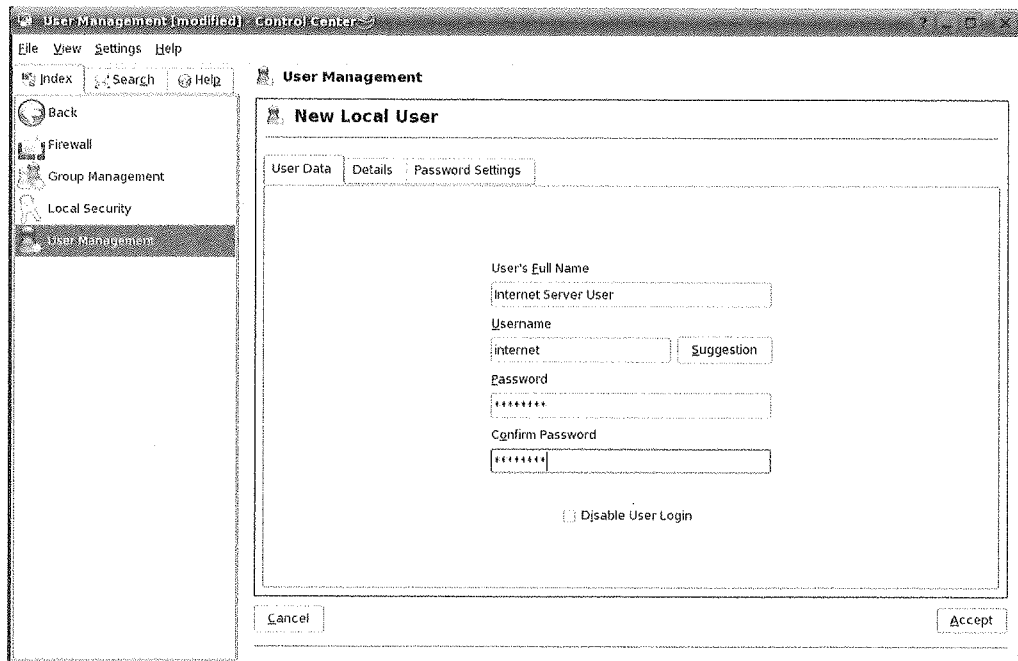 User Management [modified] - Control Center
File View Settings Help
Index Search Help
Back
Firewall
Group Management
Local Security
User Management
User Management
New Local User
User Data Details Password Settings
User's Full Name
Internet Server User
Username
internet Suggestion
Password
********
Confirm Password
********
Disable User Login
Cancel Accept